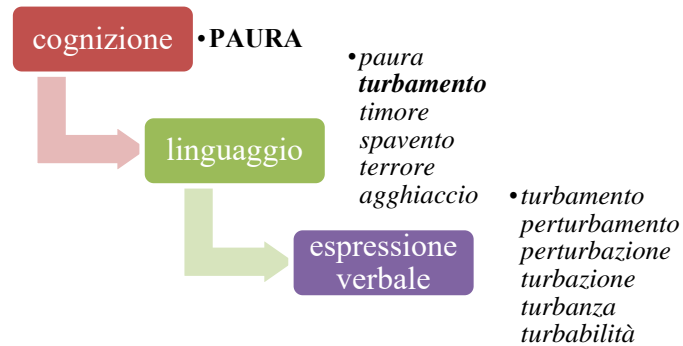 cognizione
• PAURA
• paura
turbamento
timore
spavento
terrore
agghiaccio
linguaggio
• turbamento
perturbamento
perturbazione
turbazione
turbanza
turbabilità
espressione
verbale